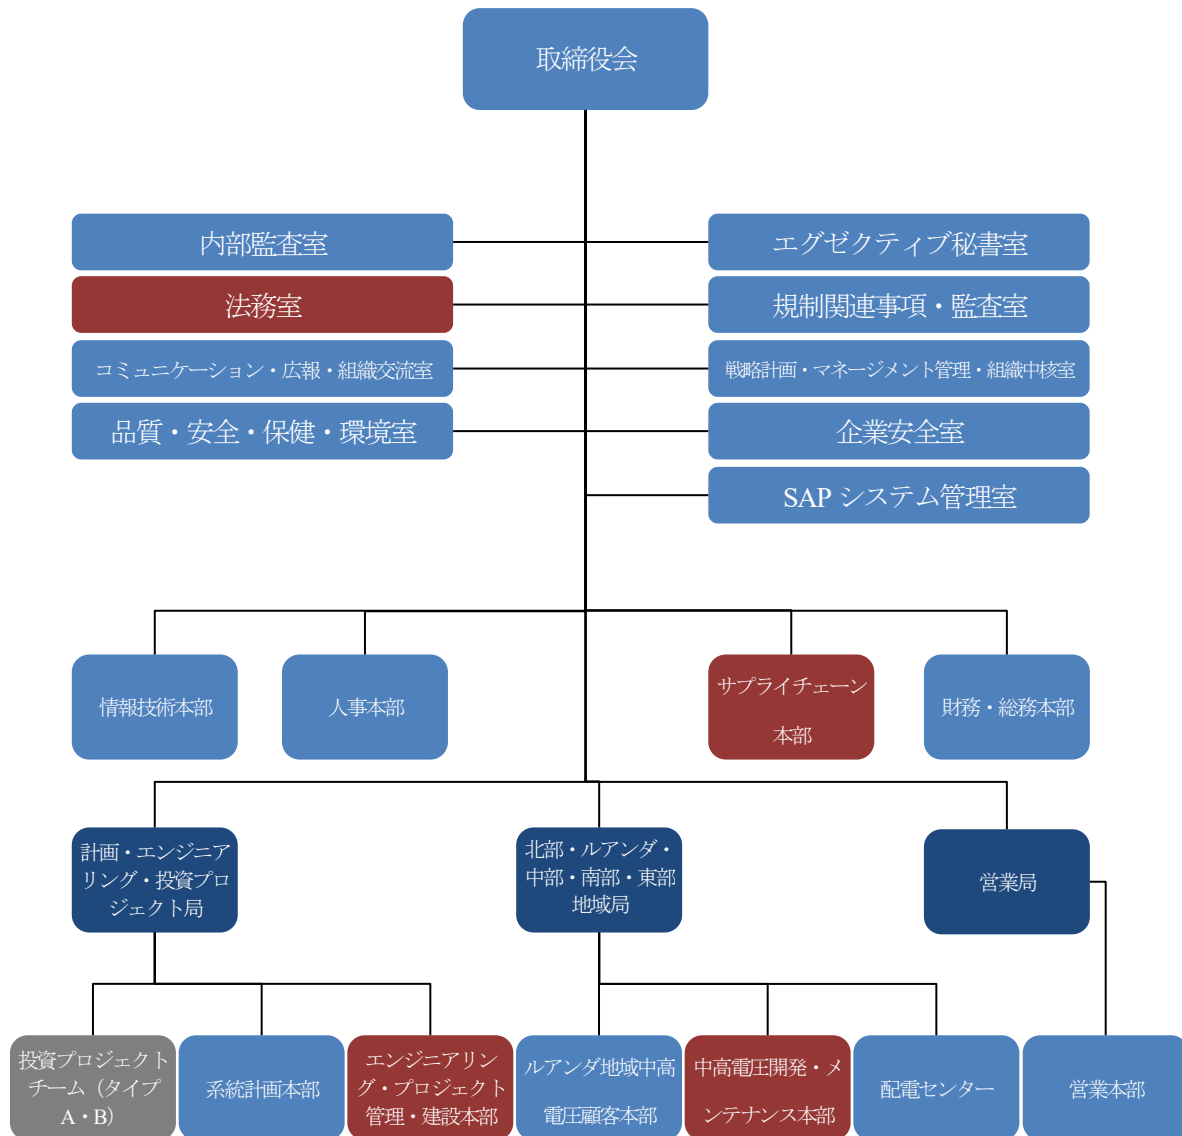 取締役会
内部監査室
エグゼクティブ秘書室
法務室
規制関連事項・監査室
コミュニケーション・広報・組織交流室
戦略計画・マネージメント管理・組織中核室
品質・安全・保健・環境室
企業安全室
SAP システム管理室
情報技術本部
人事本部
サプライチェーン
本部
財務・総務本部
計画・エンジニア
リング・投資プロ
ジェクト局
北部・ルアンダ・
中部・南部・東部
地域局
営業局
投資プロジェクト
チーム（タイプ
A・B）
系統計画本部
エンジニアリン
グ・プロジェクト
管理・建設本部
ルアンダ地域中高
電圧顧客本部
中高電圧開発・メ
ンテナンス本部
配電センター
営業本部